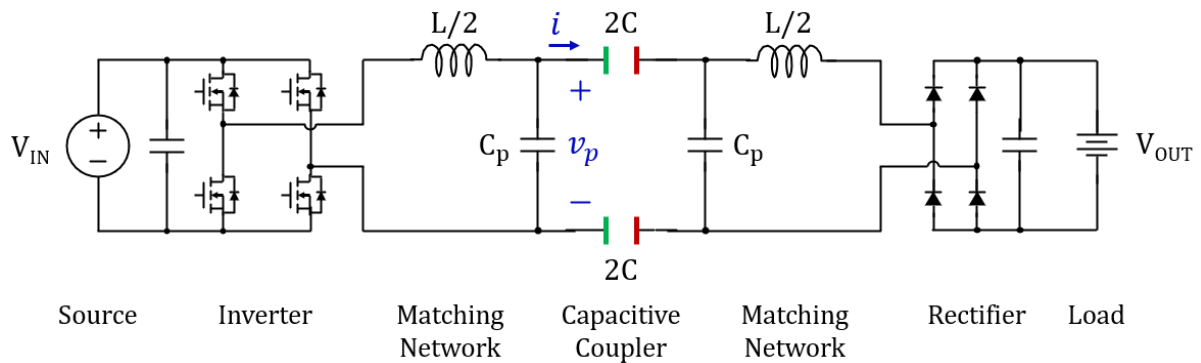 L/2
i
2C
L/2
+
−
V_IN
+
C_p
v_p
−
C_p
V_OUT
2C
Source
Inverter
Matching
Network
Capacitive
Coupler
Matching
Network
Rectifier
Load